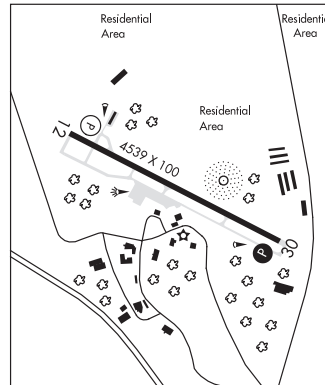 Residential
Area
Residential
Area
Residential
Area
P
12
4539 X 100
30
P